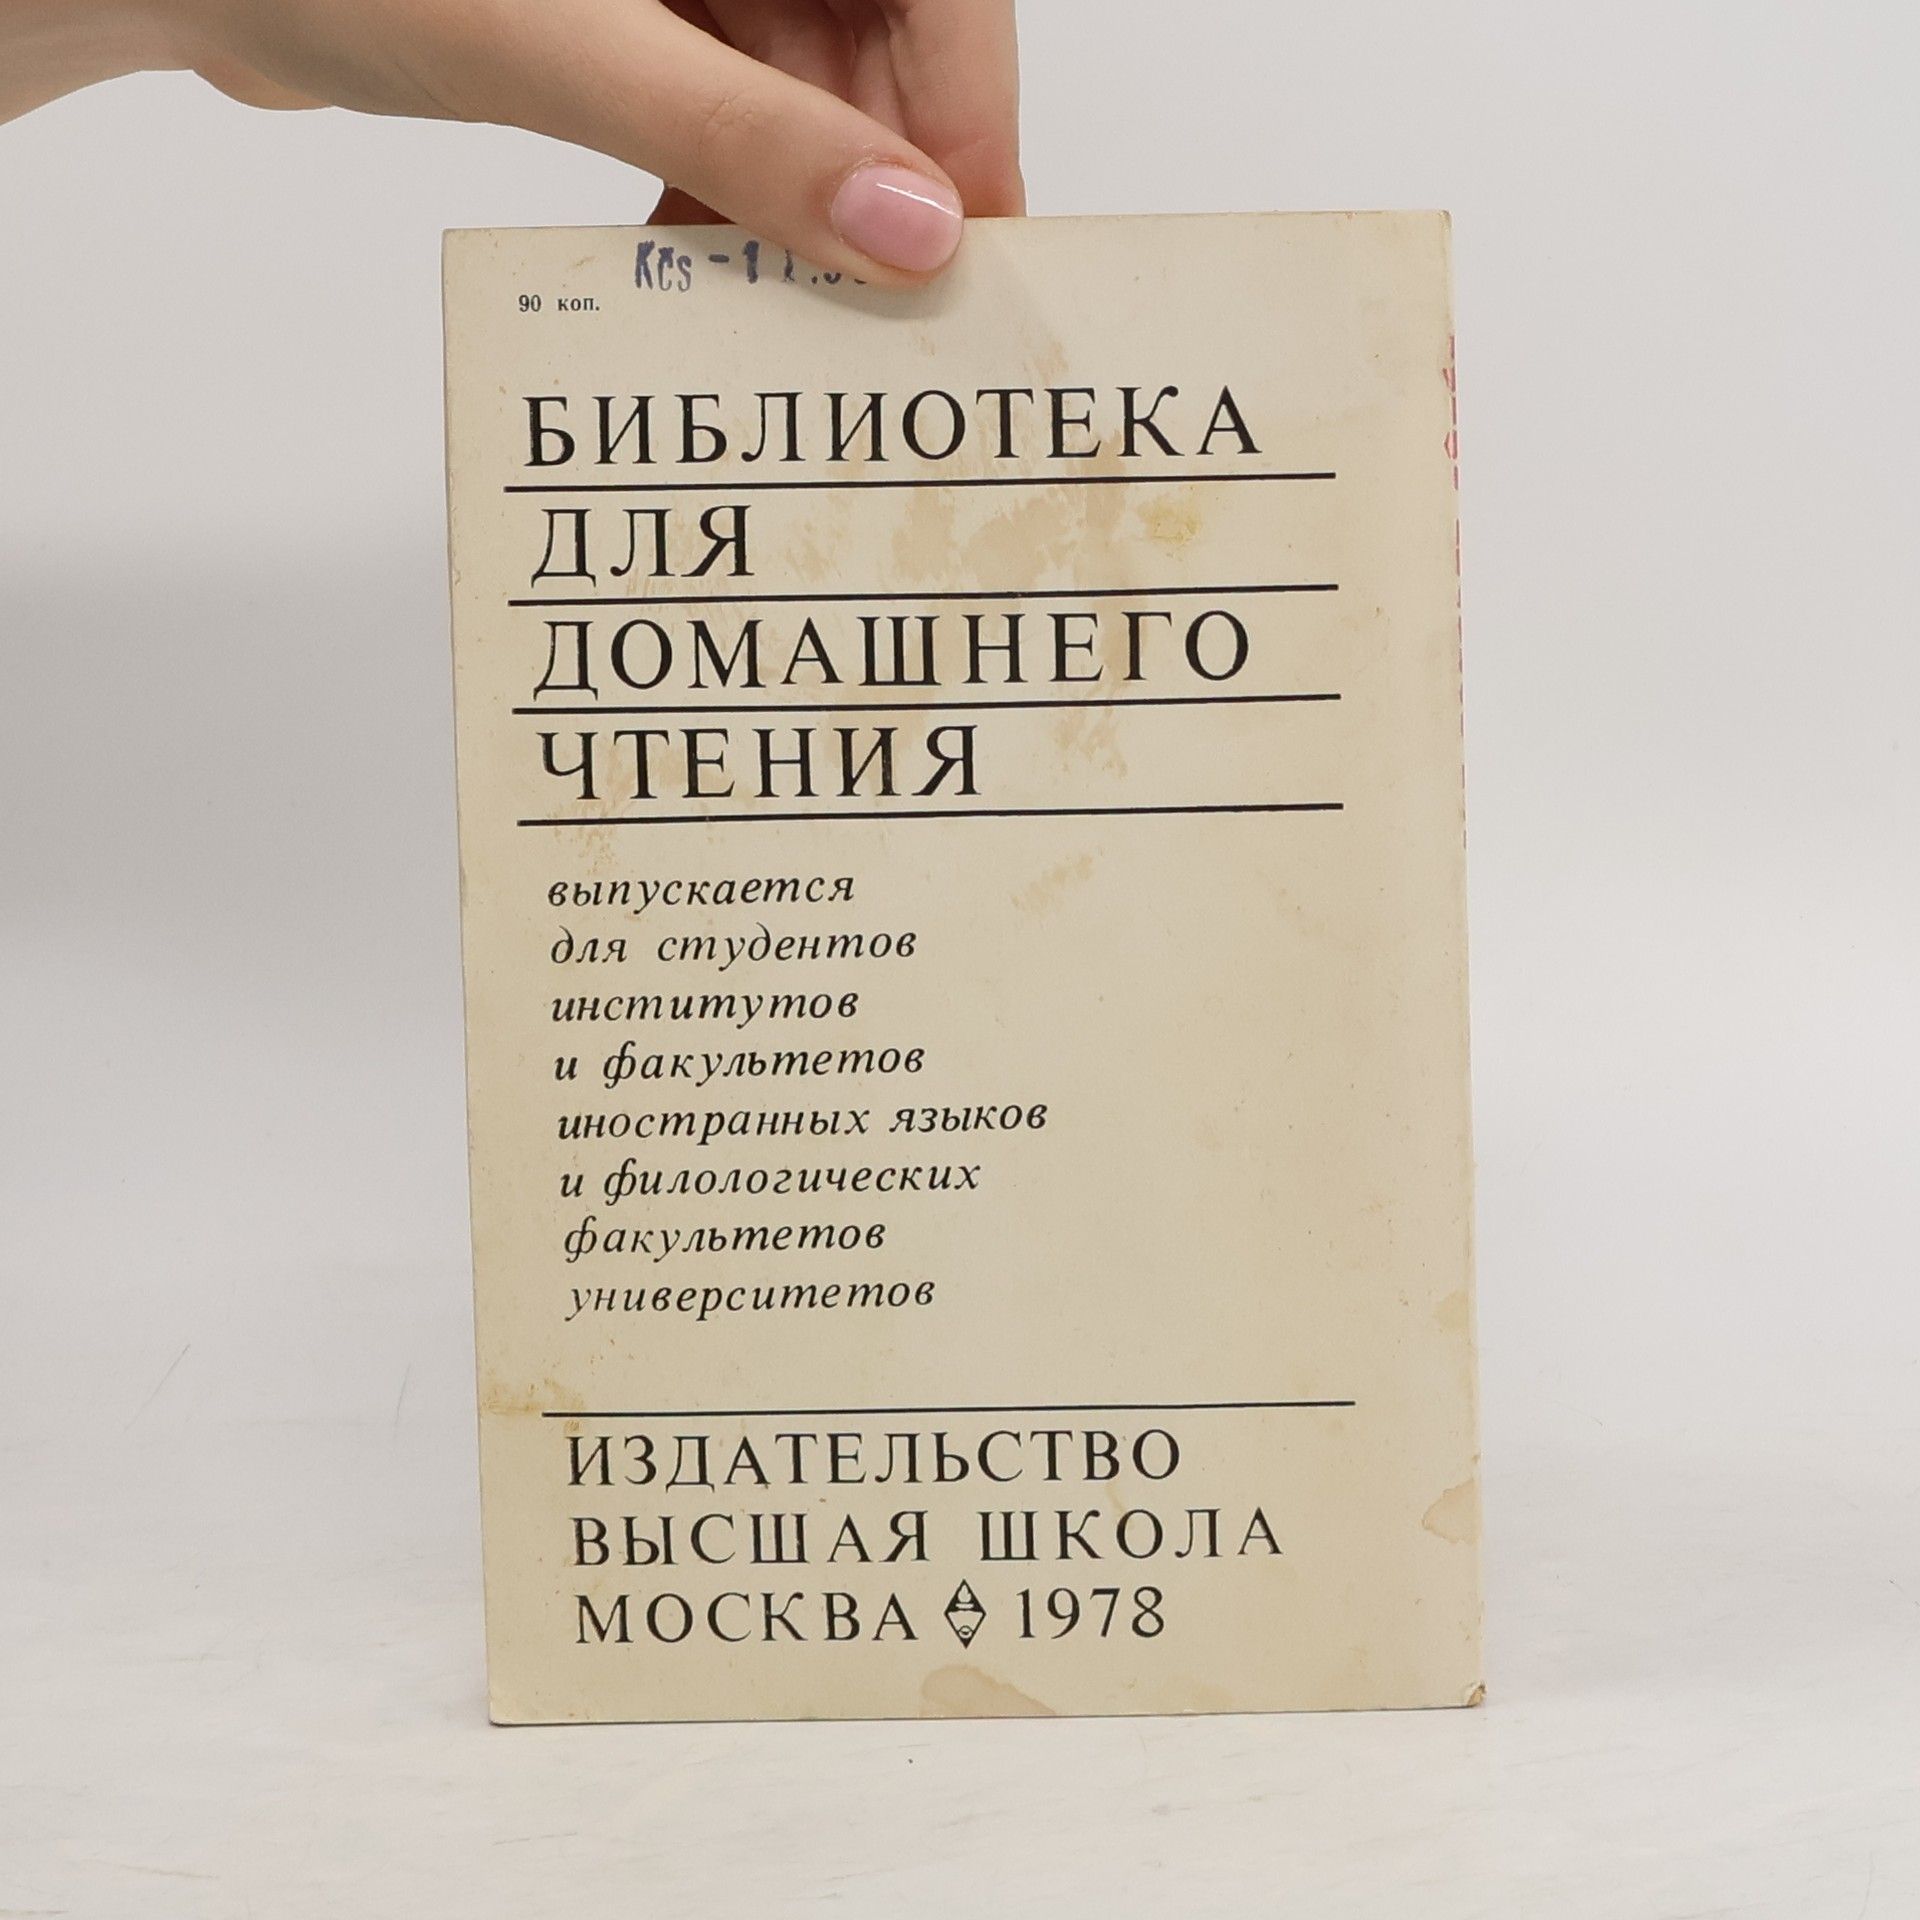 Kčs
90 коп.
БИБЛИОТЕКА
ДЛЯ
ДОМАШНЕГО
ЧТЕНИЯ
выпускается
для студентов
институтов
и факультетов
иностранных языков
и филологических
факультетов
университетов
ИЗДАТЕЛЬСТВО
ВЫСШАЯ ШКОЛА
МОСКВА 1978